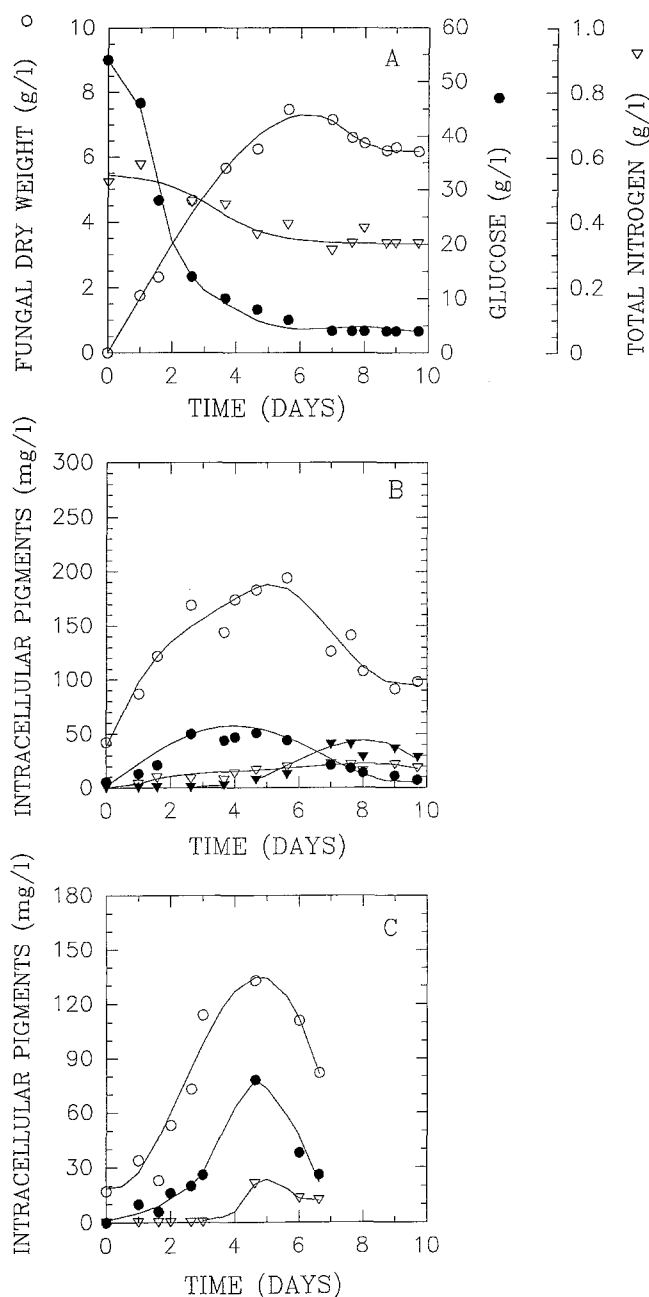 A
10
8
6
4
2
0
FUNGAL DRY WEIGHT (g/l)
60
50
40
30
20
10
0
GLUCOSE (g/l)
1.0
0.8
0.6
0.4
0.2
0
TOTAL NITROGEN (g/l)
0 2 4 6 8 10
TIME (DAYS)
B
300
250
200
150
100
50
0
INTRACELLULAR PIGMENTS (mg/l)
0 2 4 6 8 10
TIME (DAYS)
C
180
150
120
90
60
30
0
INTRACELLULAR PIGMENTS (mg/l)
0 2 4 6 8 10
TIME (DAYS)